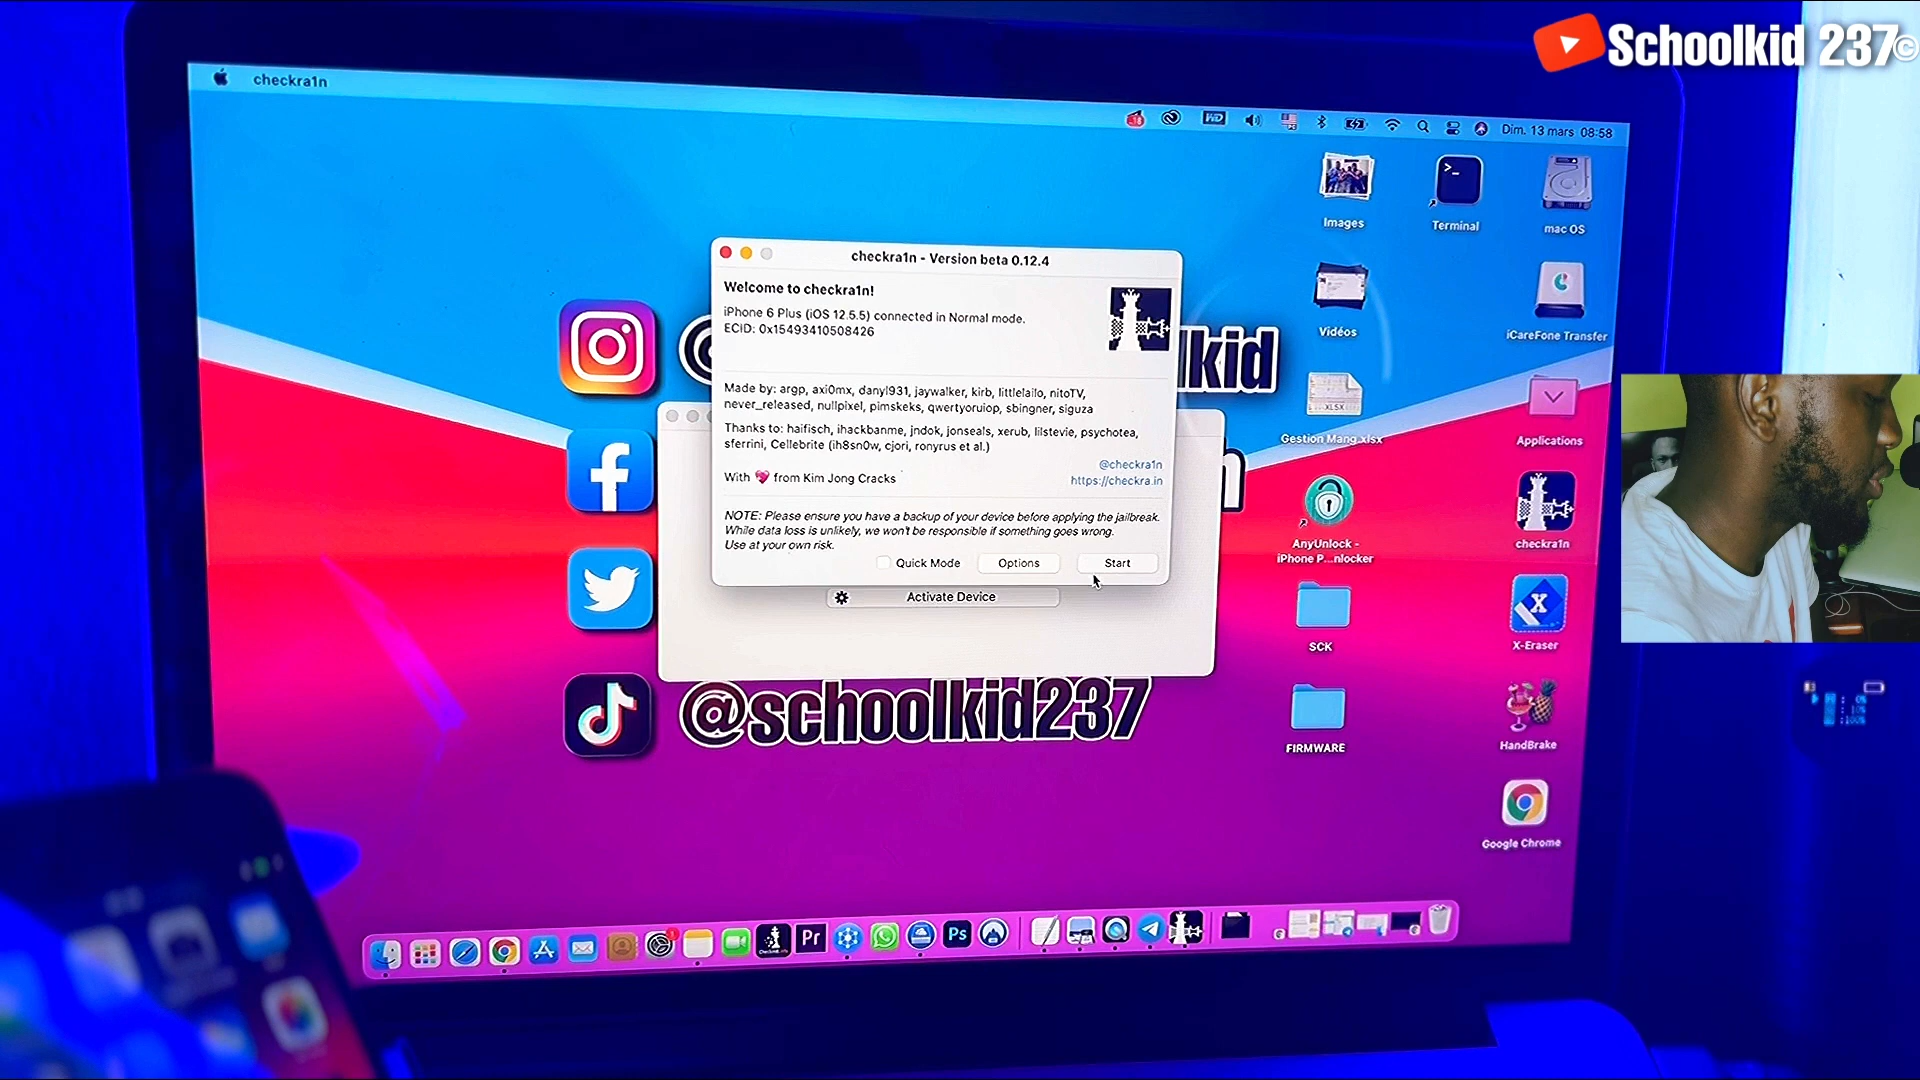 Schoolkid 237©
checkra1n
Dim. 13 mars 08:58
Images
Terminal
mac OS
checkra1n - Version beta 0.12.4
Welcome to checkra1n!
iPhone 6 Plus (iOS 12.5.5) connected in Normal mode.
ECID: 0x15493410508426
Vidéos
iCareFone Transfer
lkid
Made by: argp, axi0mx, danyl931, jaywalker, kirb, littlelailo, nitoTV,
never_released, nullpixel, pimskeks, qwertyoruiop, sbingner, siguza
XLSX
Thanks to: haifisch, ihackbanme, jndok, jonseals, xerub, lilstevie, psychotea,
sferrini, Cellebrite (ih8sn0w, cjori, ronyrus et al.)
Gestion Mang.xlsx
Applications
@checkra1n
With 💖 from Kim Jong Cracks
https://checkra.in
NOTE: Please ensure you have a backup of your device before applying the jailbreak.
While data loss is unlikely, we won't be responsible if something goes wrong.
Use at your own risk.
AnyUnlock -
iPhone P...nlocker
checkra1n
Quick Mode
Options
Start
Activate Device
SCK
X-Eraser
@schoolkid237
FIRMWARE
HandBrake
Google Chrome
Pr
Ps